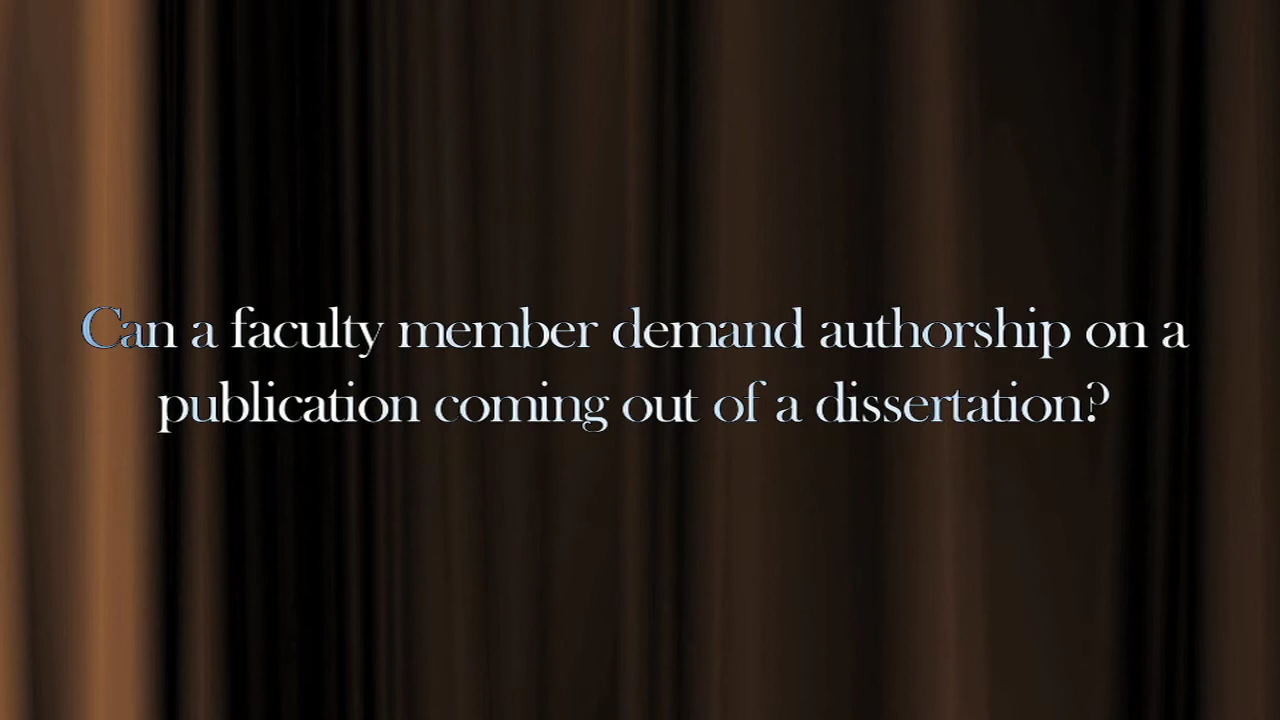 Can a faculty member demand authorship on a
publication coming out of a dissertation?